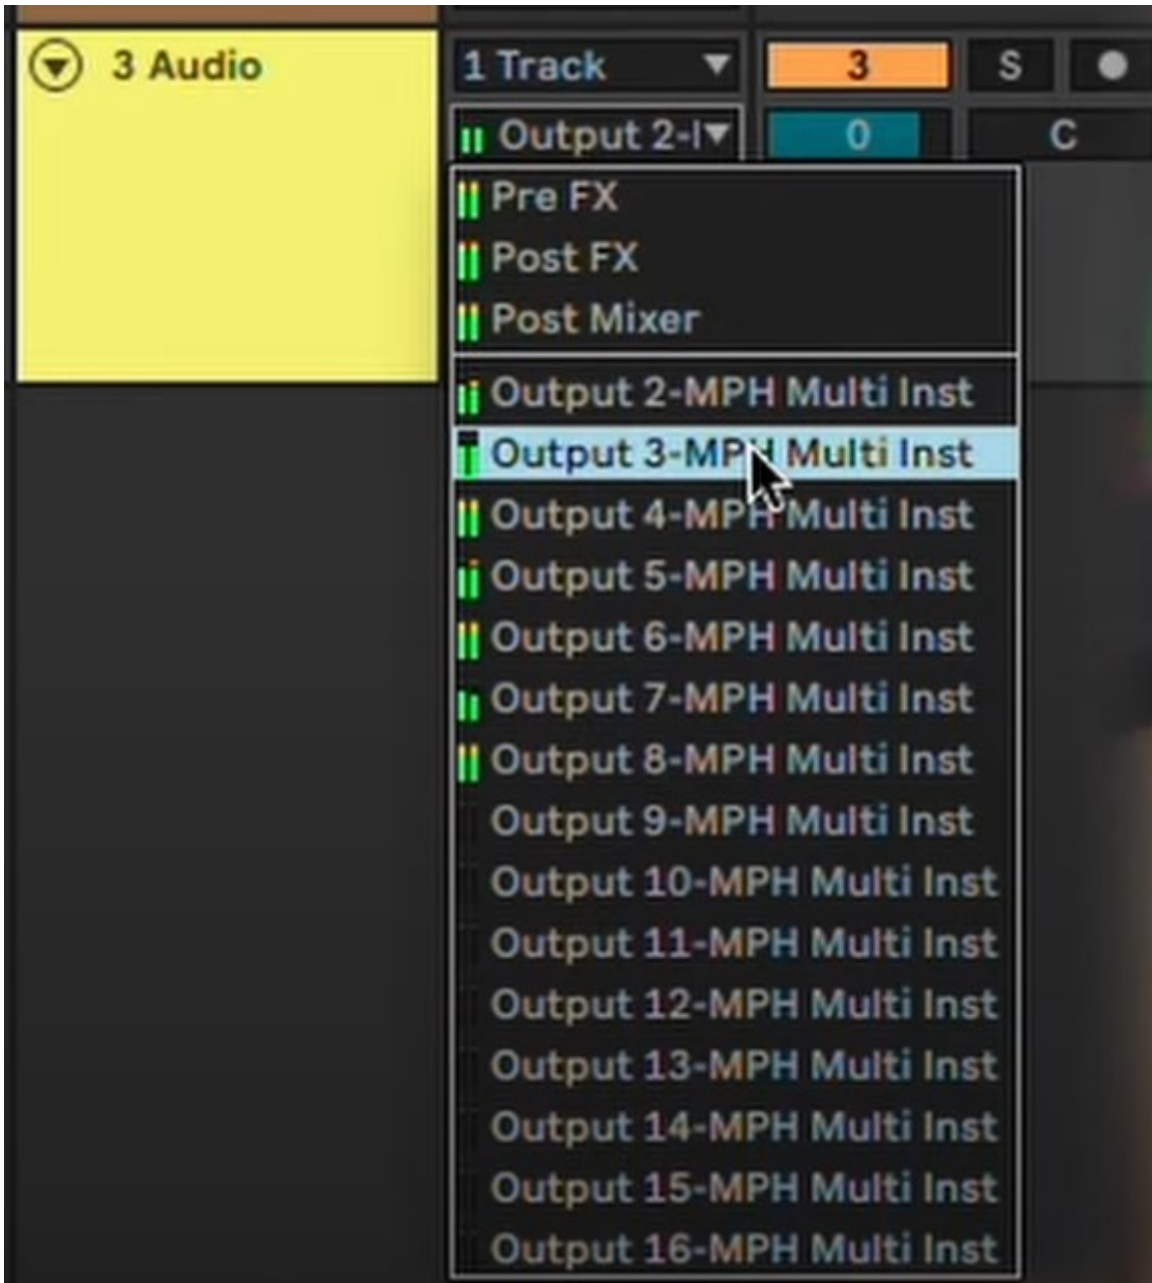 3 Audio
1 Track
3
S
Output 2-
0
C
Pre FX
Post FX
Post Mixer
Output 2-MPH Multi Inst
Output 3-MPH Multi Inst
Output 4-MPH Multi Inst
Output 5-MPH Multi Inst
Output 6-MPH Multi Inst
Output 7-MPH Multi Inst
Output 8-MPH Multi Inst
Output 9-MPH Multi Inst
Output 10-MPH Multi Inst
Output 11-MPH Multi Inst
Output 12-MPH Multi Inst
Output 13-MPH Multi Inst
Output 14-MPH Multi Inst
Output 15-MPH Multi Inst
Output 16-MPH Multi Inst